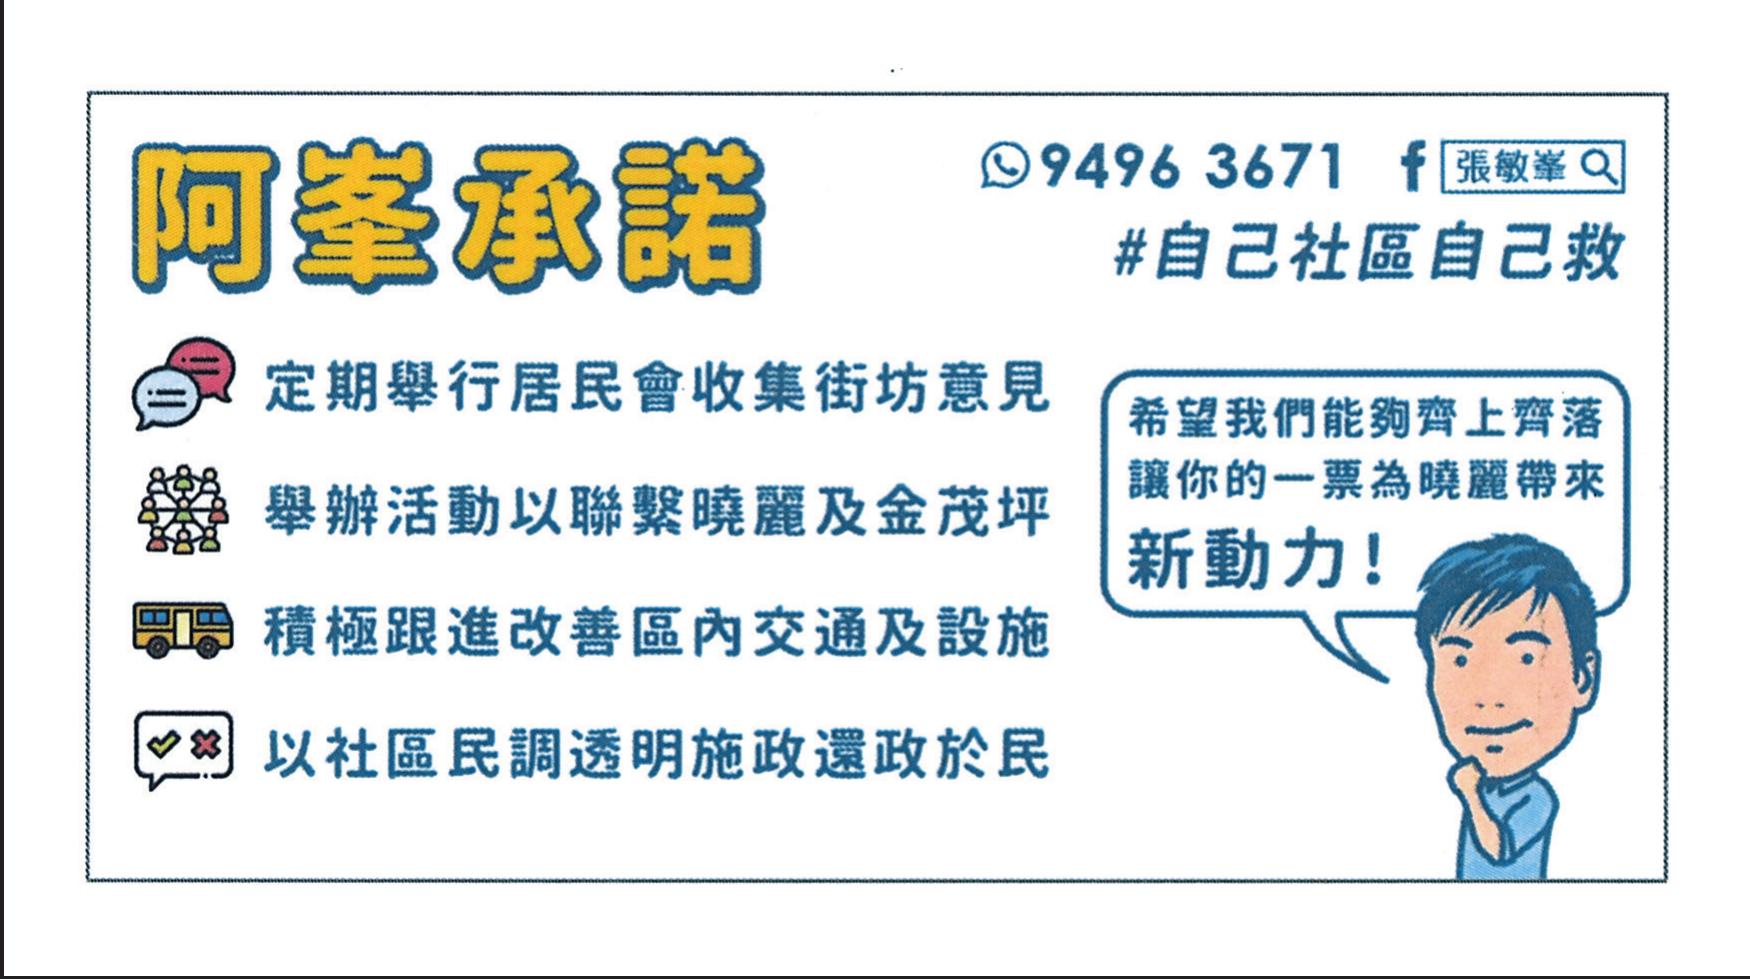 阿峯承諾
9496 3671 f 張敏峯
#自己社區自己救
定期舉行居民會收集街坊意見
舉辦活動以聯繫曉麗及金茂坪
積極跟進改善區內交通及設施
以社區民調透明施政還政於民
希望我們能夠齊上齊落
讓你的一票為曉麗帶來
新動力!